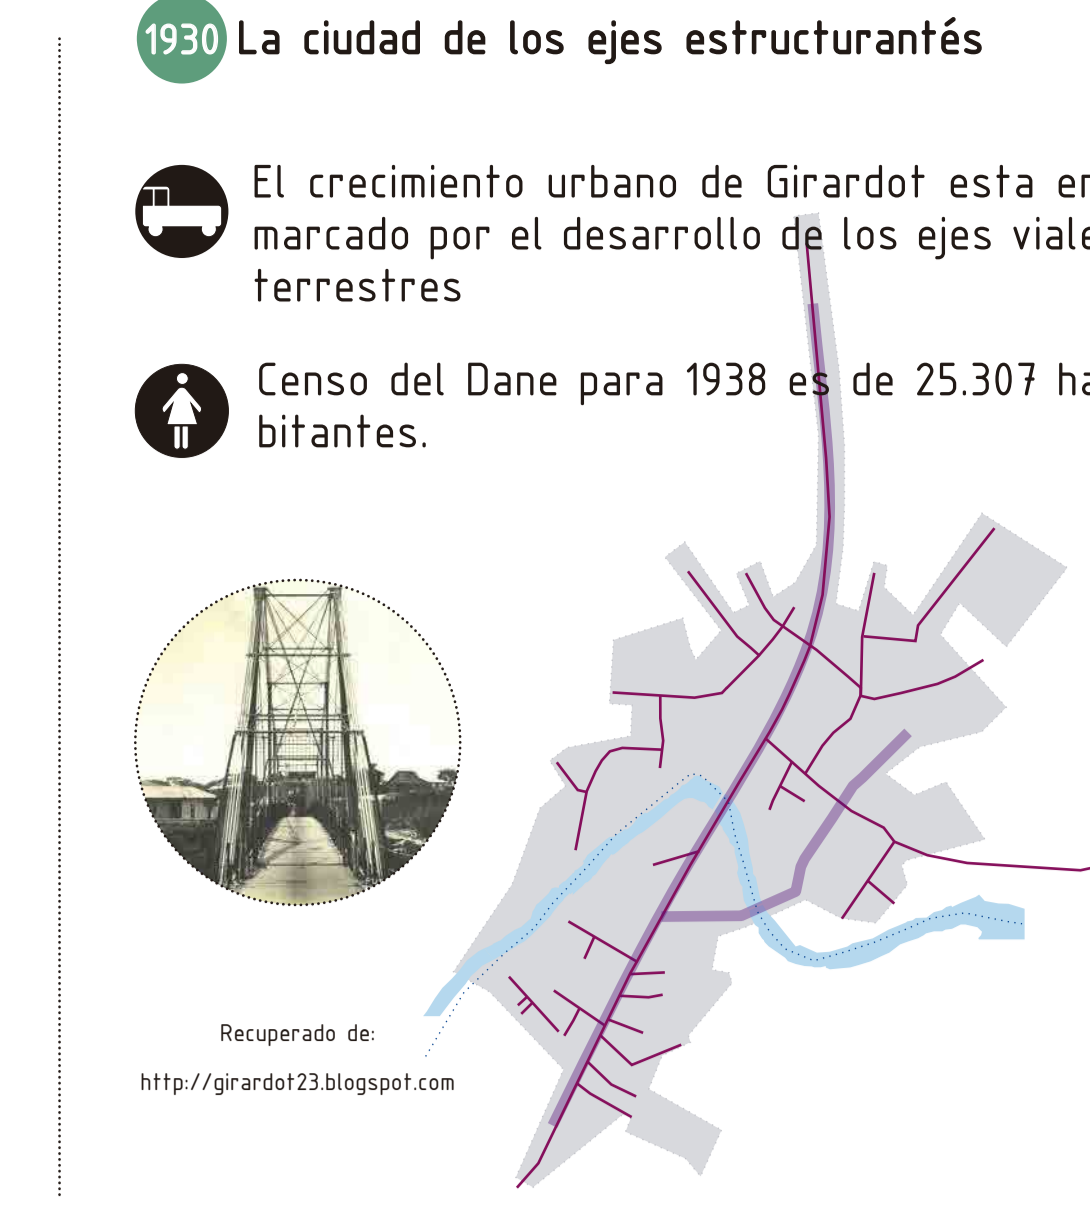 1930 La ciudad de los ejes estructurantés
El crecimiento urbano de Girardot esta en
marcado por el desarrollo de los ejes viale
terrestres
Censo del Dane para 1938 es de 25.307 ha
bitantes.
Recuperado de:
http://girardot23.blogspot.com